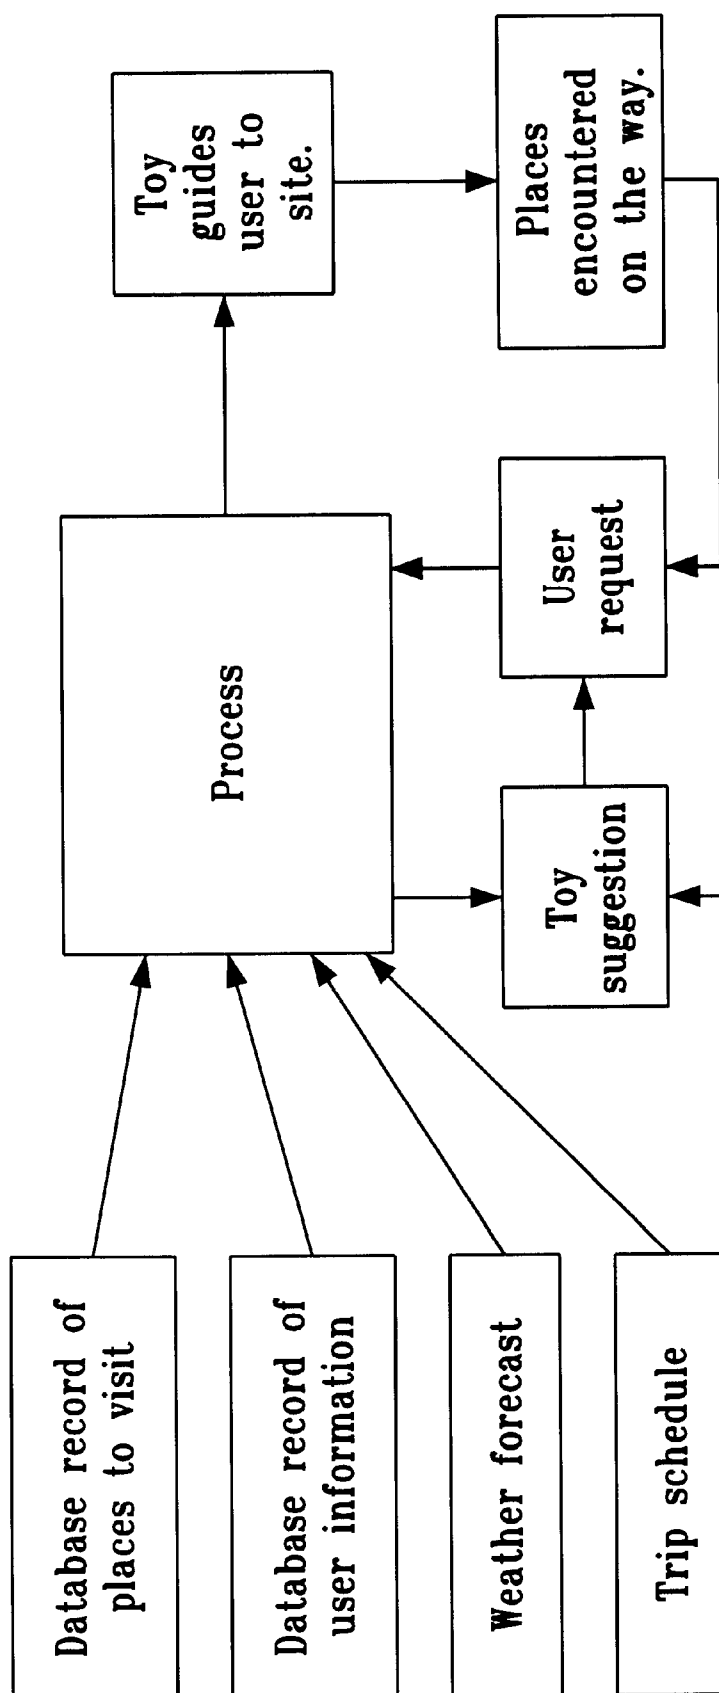 Database record of
places to visit
Database record of
user information
Weather forecast
Trip schedule
Process
Toy
suggestion
User
request
Toy
guides
user to
site.
Places
encountered
on the way.